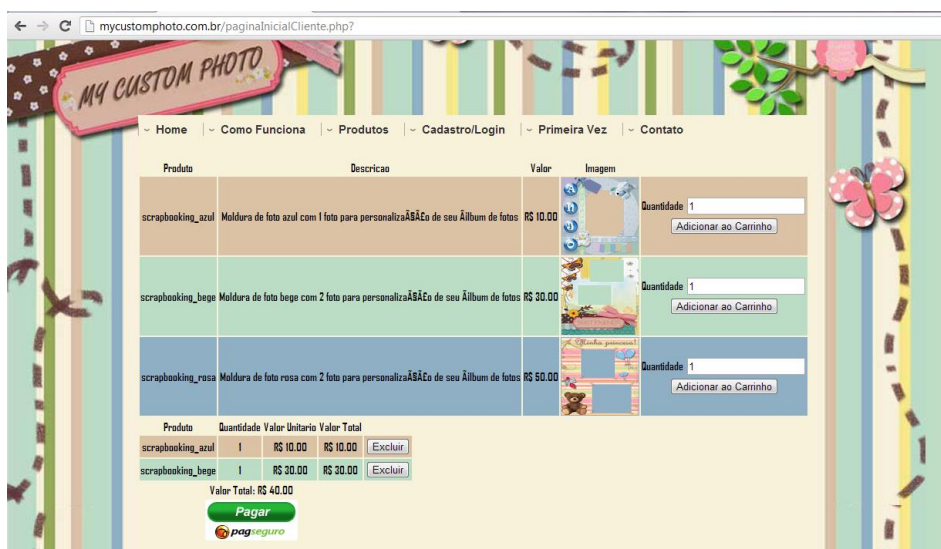 mycustomphoto.com.br/paginaInicialCliente.php?
MY CUSTOM PHOTO
Home Como Funciona Produtos Cadastro/Login Primeira Vez Contato
Produto Descricao Valor Imagem
scrapbooking_azul Moldura de foto azul com 1 foto para personalizaÃ§Ã£o de seu Ãlbum de fotos R$ 10.00 Quantidade 1
Adicionar ao Carrinho
scrapbooking_bege Moldura de foto bege com 2 foto para personalizaÃ§Ã£o de seu Ãlbum de fotos R$ 30.00 Quantidade 1
Adicionar ao Carrinho
Minha princesa!
scrapbooking_rosa Moldura de foto rosa com 2 foto para personalizaÃ§Ã£o de seu Ãlbum de fotos R$ 50.00 Quantidade 1
Adicionar ao Carrinho
Produto Quantidade Valor Unitario Valor Total
scrapbooking_azul 1 R$ 10.00 R$ 10.00 Excluir
scrapbooking_bege 1 R$ 30.00 R$ 30.00 Excluir
Valor Total: R$ 40.00
Pagar
pagseguro